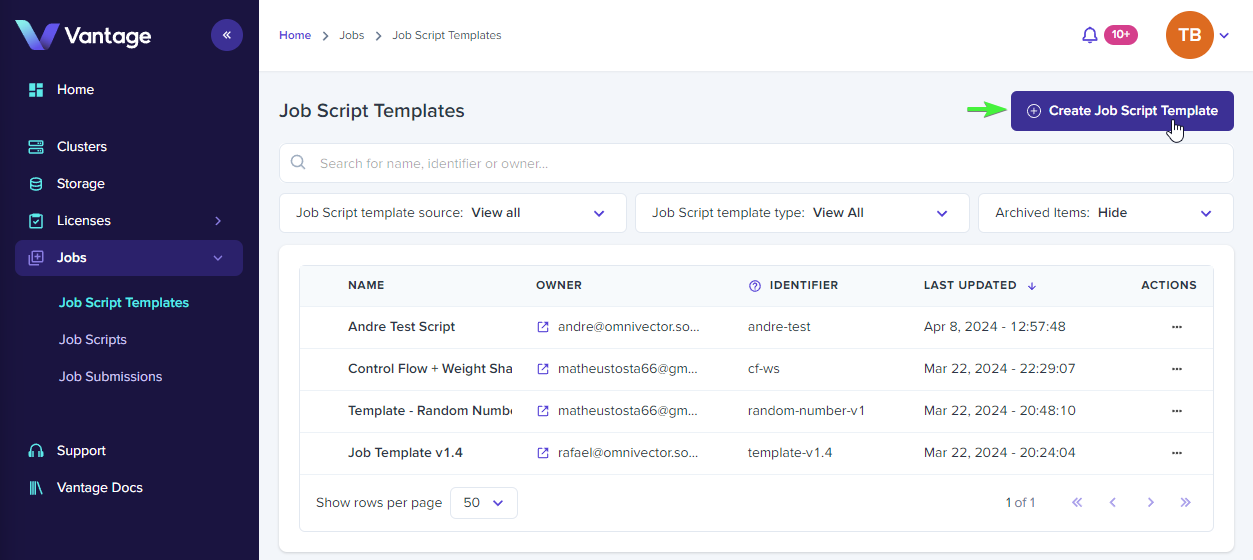 Vantage
«
Home > Jobs > Job Script Templates
10+
TB
Home
Clusters
Storage
Licenses
Jobs
Job Script Templates
Job Scripts
Job Submissions
Support
Vantage Docs
Job Script Templates
Create Job Script Template
Search for name, identifier or owner...
Job Script template source: View all
Job Script template type: View All
Archived Items: Hide
NAME OWNER IDENTIFIER LAST UPDATED ACTIONS
Andre Test Script andre@omnivector.so... andre-test Apr 8, 2024 - 12:57:48 ...
Control Flow + Weight Sha matheustosta66@gm... cf-ws Mar 22, 2024 - 22:29:07 ...
Template - Random Numbe matheustosta66@gm... random-number-v1 Mar 22, 2024 - 20:48:10 ...
Job Template v1.4 rafael@omnivector.so... template-v1.4 Mar 22, 2024 - 20:24:04 ...
Show rows per page 50
1 of 1 « < > »